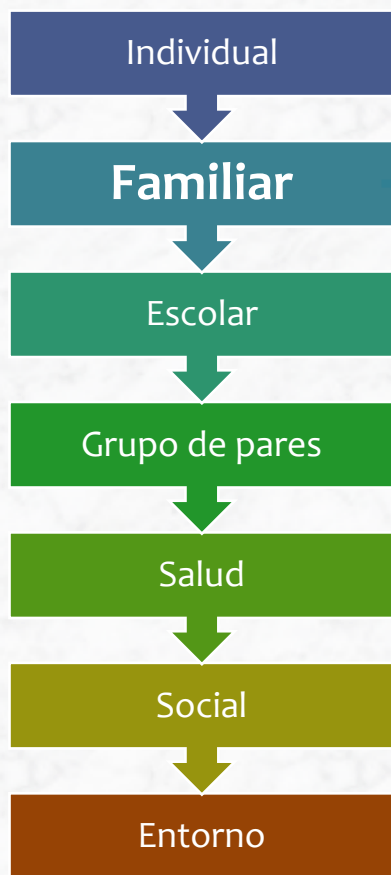 Individual
Familiar
Escolar
Grupo de pares
Salud
Social
Entorno